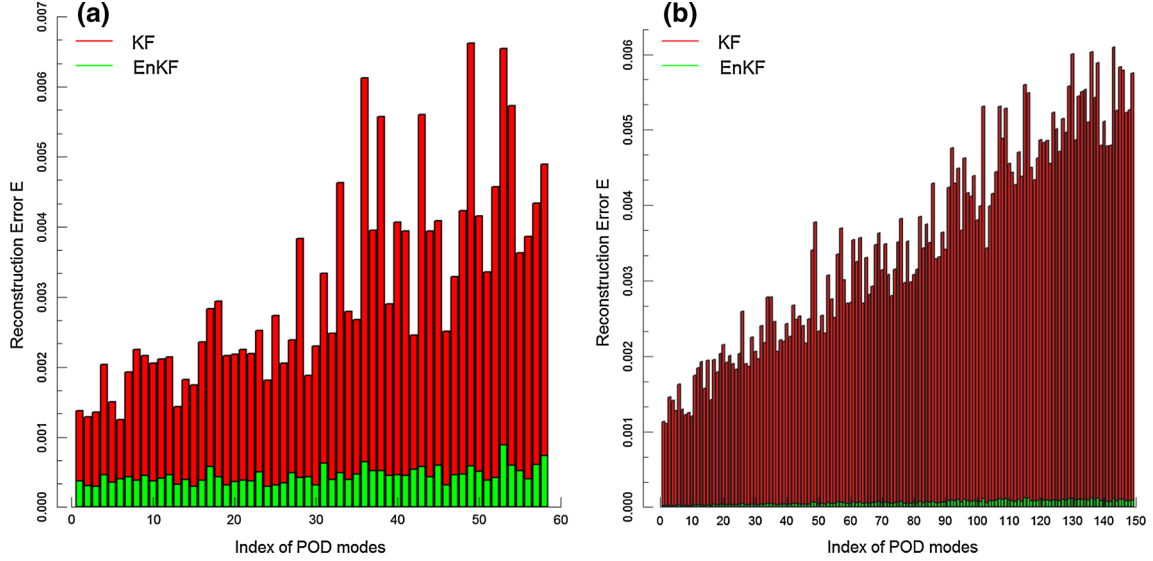 (a)
KF
EnKF
Reconstruction Error E
0.007
0.006
0.005
0.004
0.003
0.002
0.001
0.000
0 10 20 30 40 50 60
Index of POD modes
(b)
KF
EnKF
Reconstruction Error E
0.006
0.005
0.004
0.003
0.002
0.001
0.000
0 10 20 30 40 50 60 70 80 90 100 110 120 130 140 150
Index of POD modes